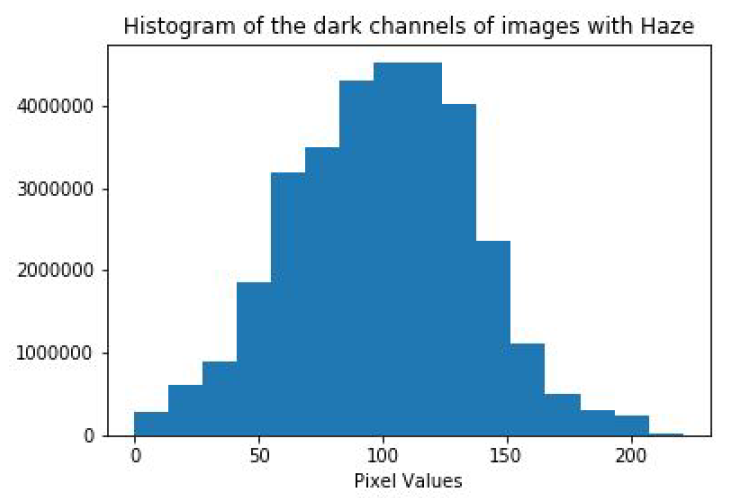 Histogram of the dark channels of images with Haze
4000000
3000000
2000000
1000000
0
0 50 100 150 200
Pixel Values